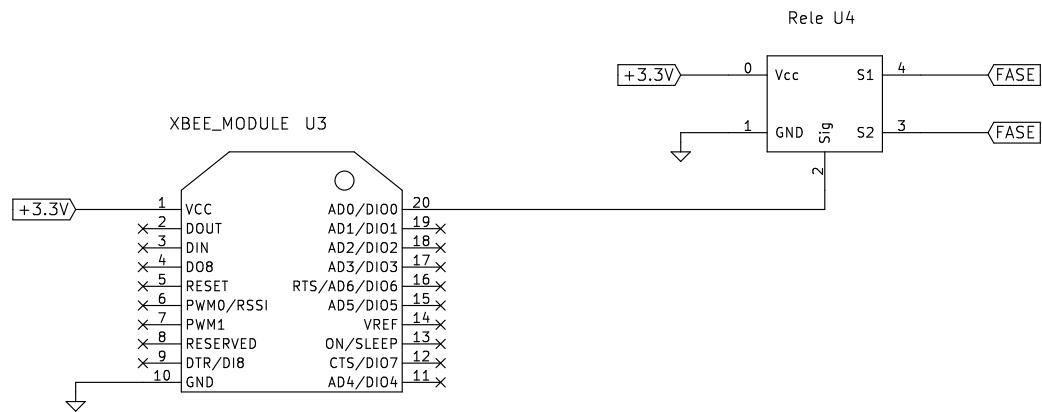 Rele U4
+3.3V 0 Vcc S1 4 FASE
1 GND Sig S2 3 FASE
2
XBEE_MODULE U3
+3.3V 1 VCC AD0/DIO0 20
2 DOUT AD1/DIO1 19
3 DIN AD2/DIO2 18
4 DO8 AD3/DIO3 17
5 RESET RTS/AD6/DIO6 16
6 PWM0/RSSI AD5/DIO5 15
7 PWM1 VREF 14
8 RESERVED ON/SLEEP 13
9 DTR/DI8 CTS/DIO7 12
10 GND AD4/DIO4 11